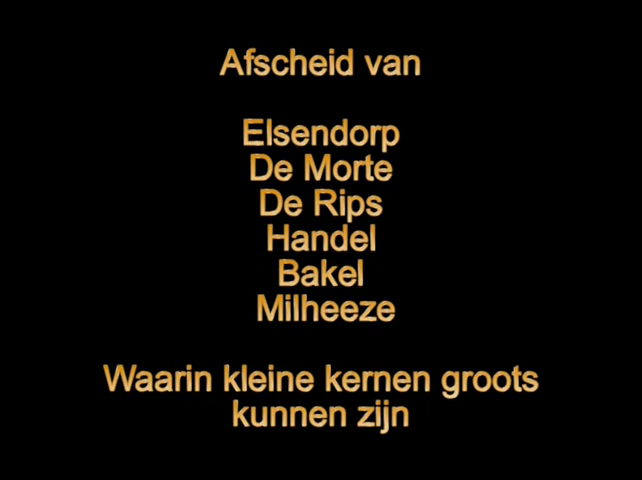 Afscheid van
Elsendorp
De Morte
De Rips
Handel
Bakel
Milheeze
Waarin kleine kernen groots
kunnen zijn